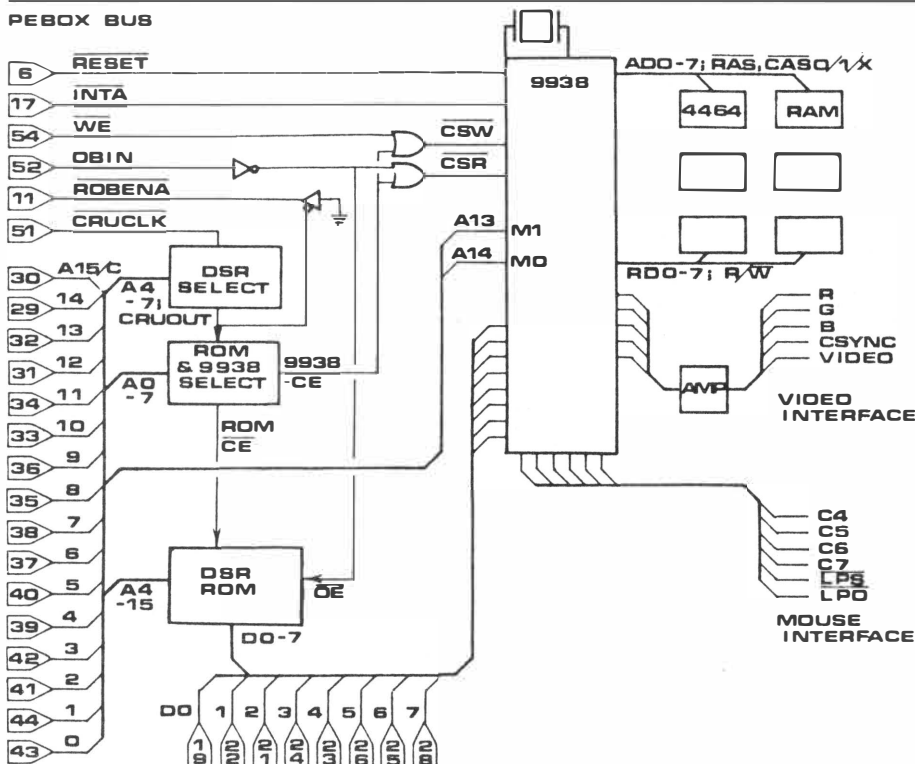 PEBOX BUS
6 RESET
17 INTA
54 WE
52 DBIN
11 RDBENA
51 CRUCLK
30 A15/C
29 14
32 13
31 12
34 11
33 10
36 9
35 8
38 7
37 6
40 5
39 4
42 3
41 2
44 1
43 0
DSR
SELECT
A4
-7;
CRUOUT
ROM
& 9938
SELECT
A0
-7
9938
-CE
ROM
CE
DSR
ROM
A4
-15
OE
D0-7
CSW
CSR
A13 M1
A14 M0
9938
AD0-7; RAS, CAS0/1/X
4464 RAM
RD0-7; R/W
AMP
R
G
B
CSYNC
VIDEO
VIDEO
INTERFACE
C4
C5
C6
C7
LPS
LPD
MOUSE
INTERFACE
D0 1 2 3 4 5 6 7
19 22 21 24 23 26 25 28